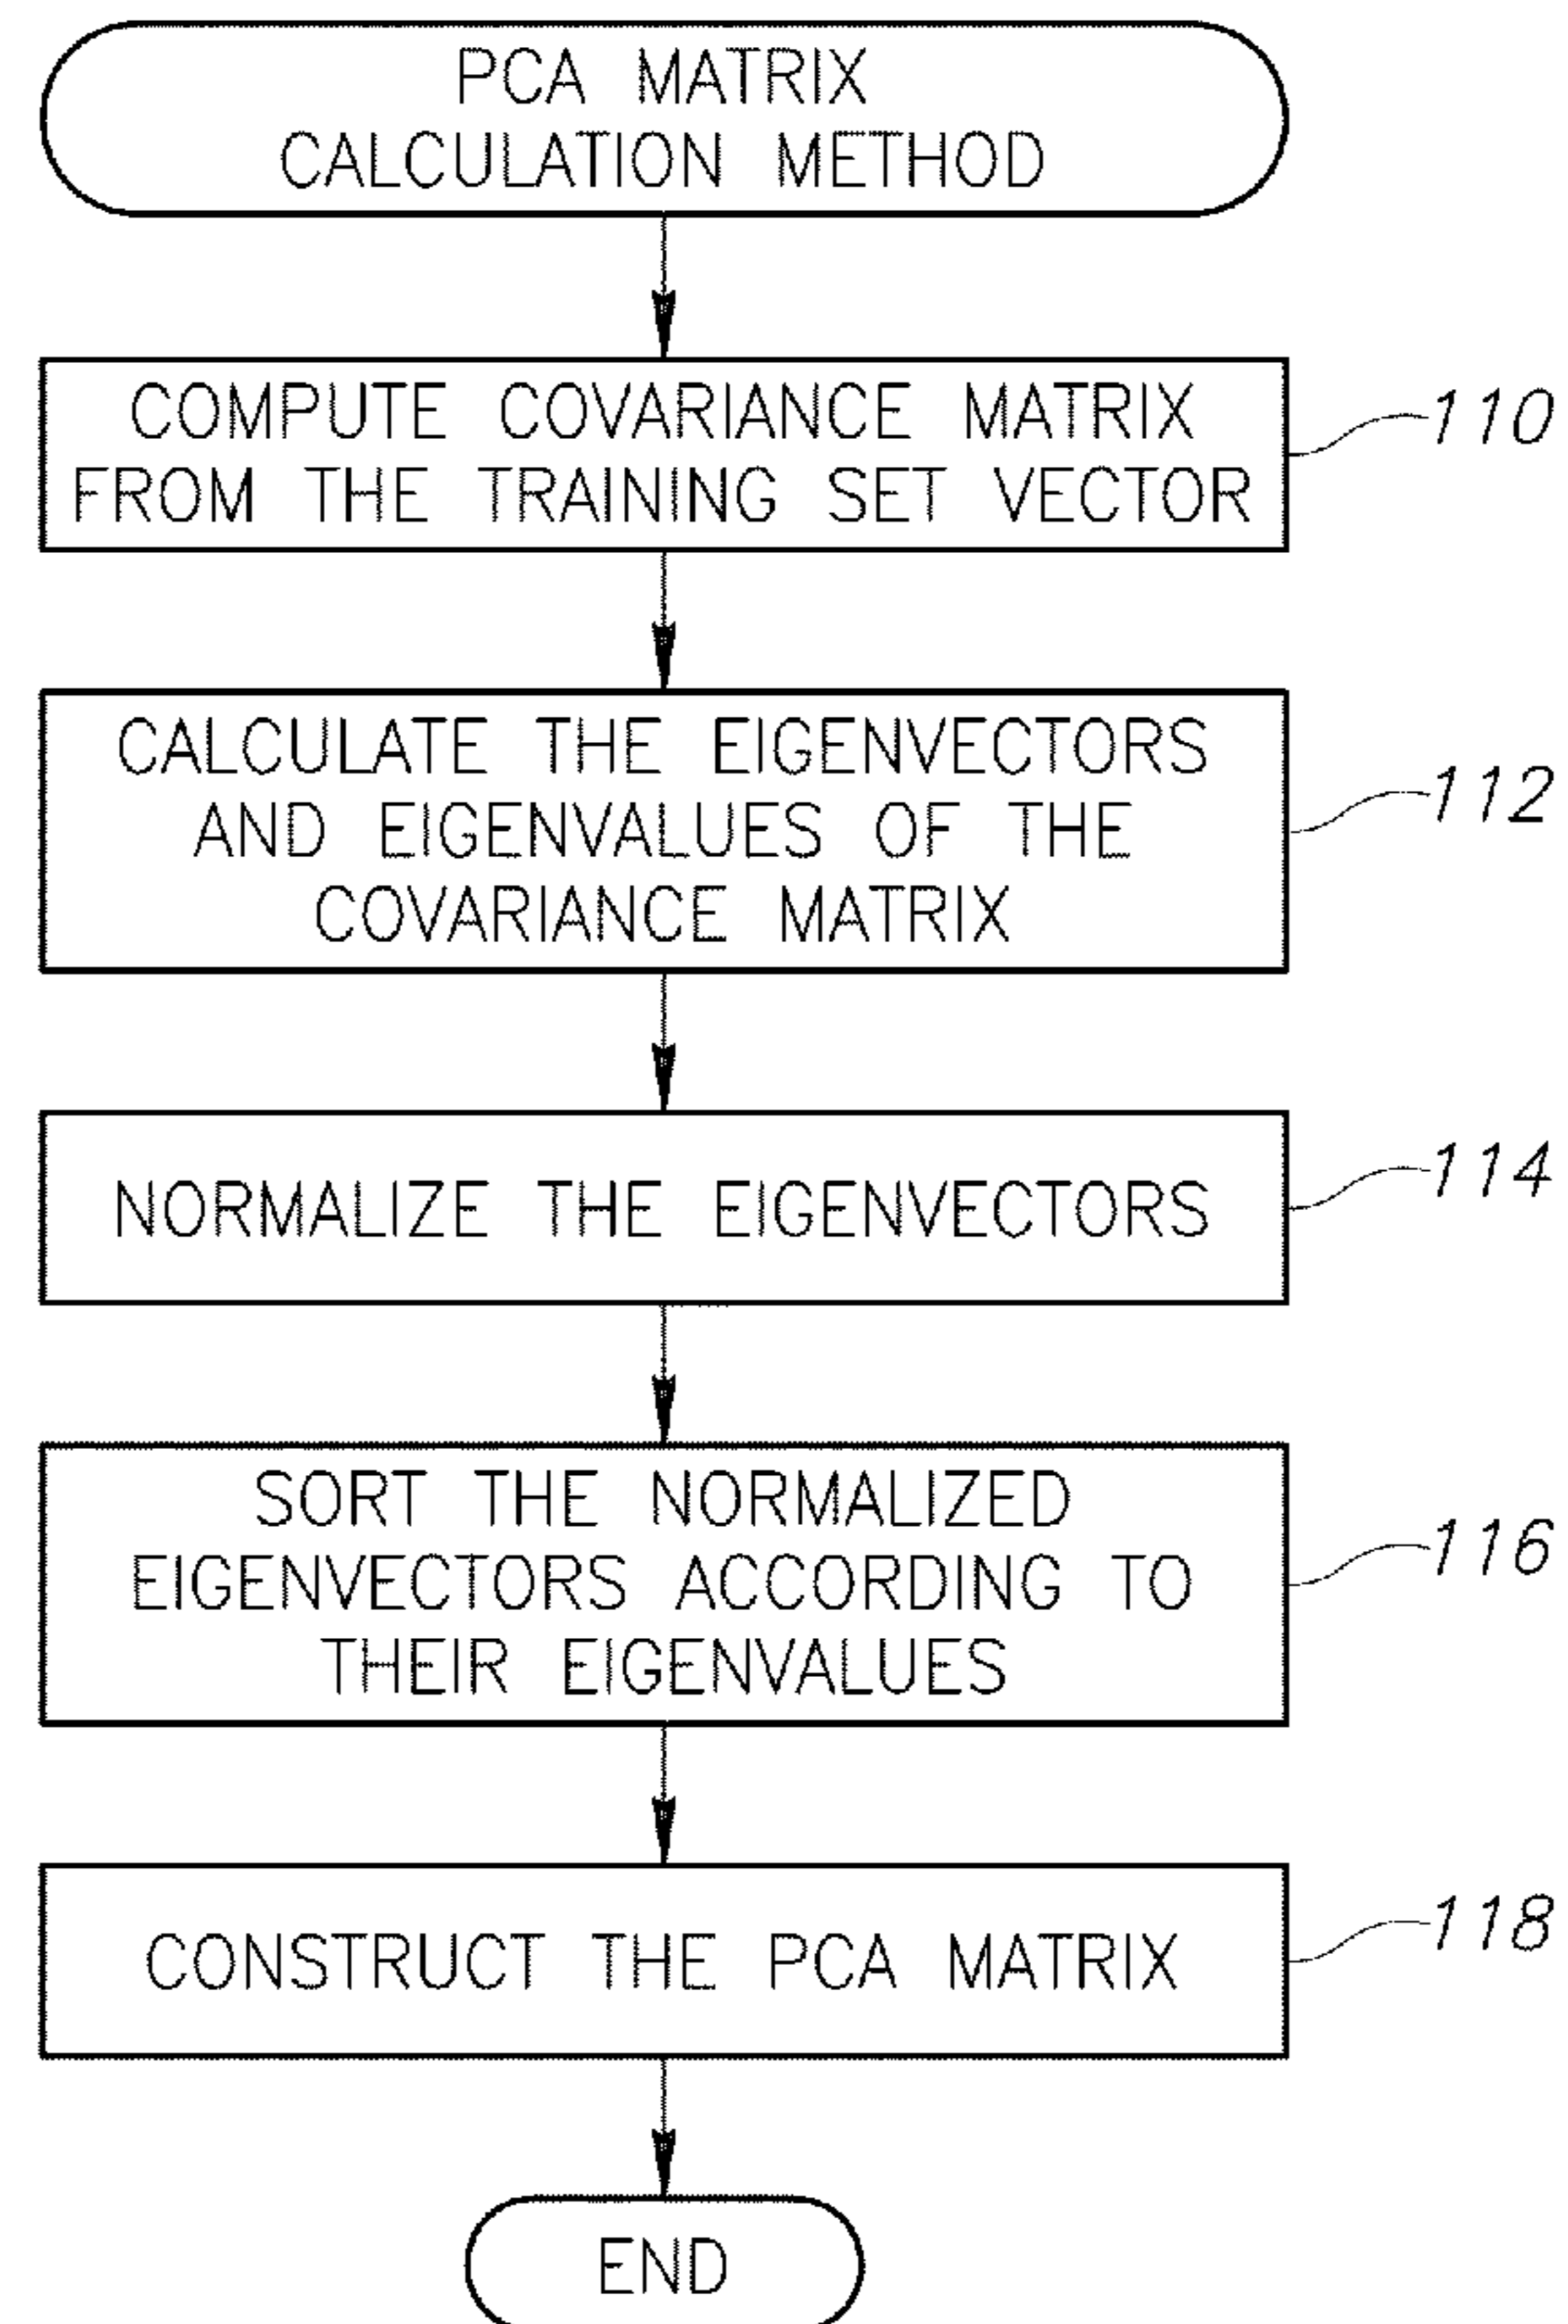 PCA MATRIX
CALCULATION METHOD
COMPUTE COVARIANCE MATRIX
FROM THE TRAINING SET VECTOR
110
CALCULATE THE EIGENVECTORS
AND EIGENVALUES OF THE
COVARIANCE MATRIX
112
NORMALIZE THE EIGENVECTORS
114
SORT THE NORMALIZED
EIGENVECTORS ACCORDING TO
THEIR EIGENVALUES
116
CONSTRUCT THE PCA MATRIX
118
END